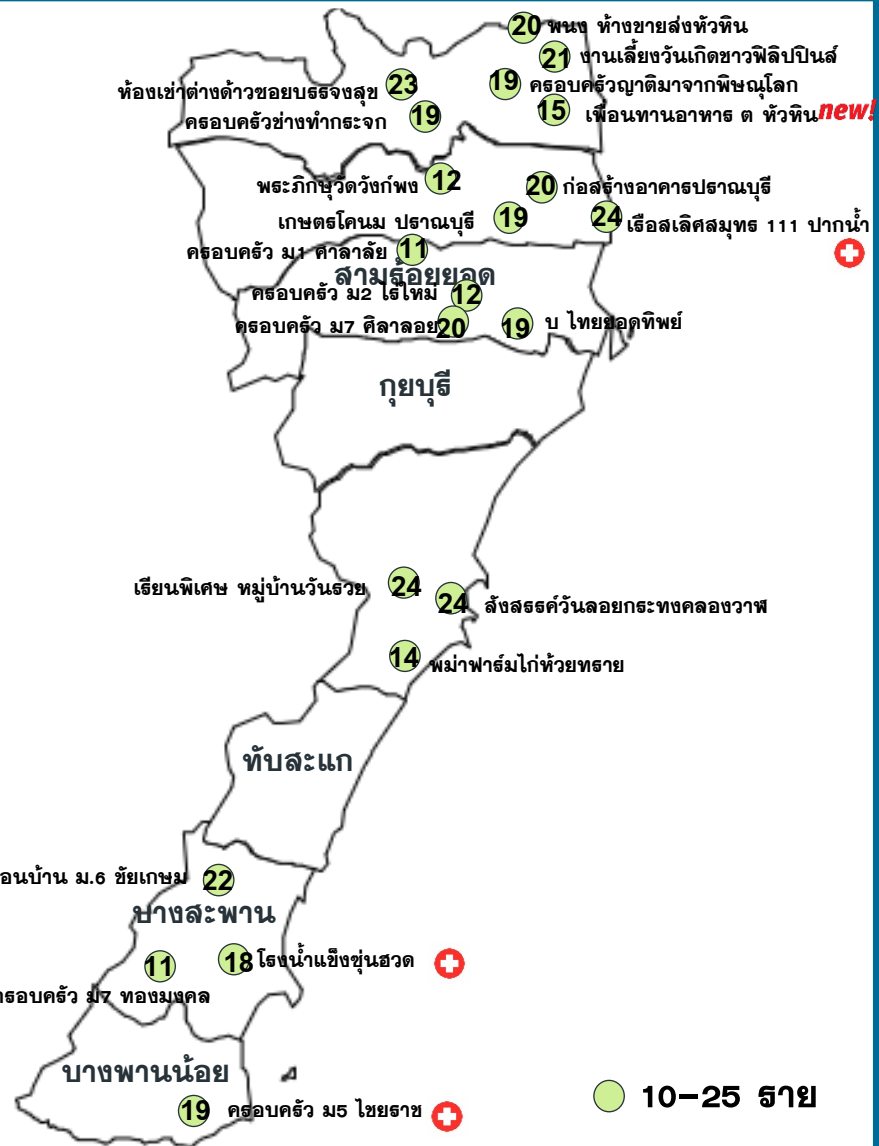 20 พนง ห้างขายส่งหัวหิน
21 งานเลี้ยงวันเกิดชาวฟิลิปปินส์
ห้องเช่าต่างด้าวซอยบรรจงสุข 23
19 ครอบครัวญาติมาจากพิษณุโลก
ครอบครัวช่างทำกระจก 19
15 เพื่อนทานอาหาร ต หัวหิน new!
พระภิกษุวัดวังก์พง 12
20 ก่อสร้างอาคารปราณบุรี
เกษตรโคนม ปราณบุรี 19
24 เรือสเลิศสมุทร 111 ปากน้ำ
ครอบครัว ม1 ศาลาลัย 11
สามร้อยยอด
ครอบครัว ม2 ไร่ใหม่ 12
ครอบครัว ม7 ศิลาลอย 20
19 บ ไทยยอดทิพย์
กุยบุรี
เรียนพิเศษ หมู่บ้านวันรวย 24
24 สังสรรค์วันลอยกระทงคลองวาฬ
14 พม่าฟาร์มไก่ห้วยทราย
ทับสะแก
อนบ้าน ม.6 ชัยเกษม 22
บางสะพาน
18 โรงน้ำแข็งซุ่นฮวด
11
ครอบครัว ม7 ทองมงคล
บางพานน้อย
19 ครอบครัว ม5 ไชยราช
10-25 ราย